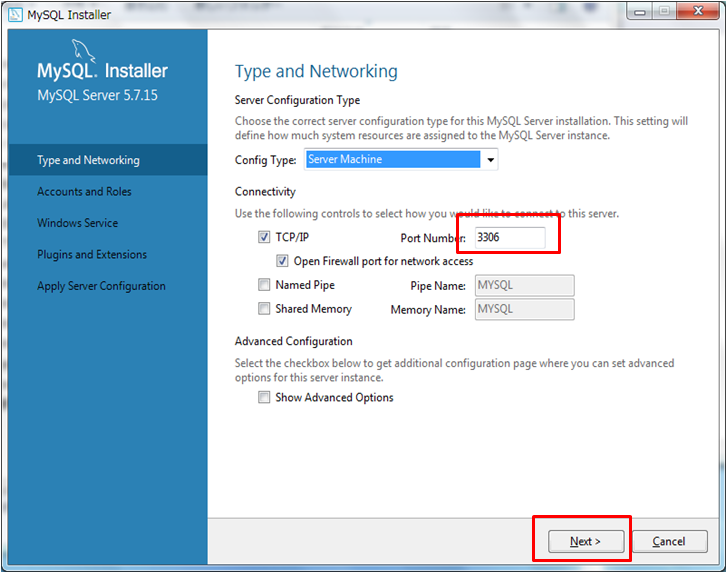 MySQL Installer
MySQL. Installer
MySQL Server 5.7.15
Type and Networking
Accounts and Roles
Windows Service
Plugins and Extensions
Apply Server Configuration
Type and Networking
Server Configuration Type
Choose the correct server configuration type for this MySQL Server installation. This setting will
define how much system resources are assigned to the MySQL Server instance.
Config Type: Server Machine
Connectivity
Use the following controls to select how you would like to connect to this server.
TCP/IP Port Number: 3306
Open Firewall port for network access
Named Pipe Pipe Name: MYSQL
Shared Memory Memory Name: MYSQL
Advanced Configuration
Select the checkbox below to get additional configuration page where you can set advanced
options for this server instance.
Show Advanced Options
Next > Cancel